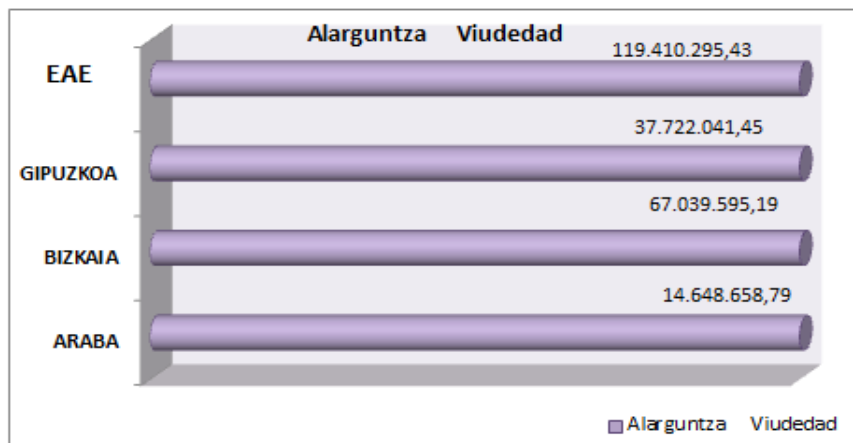 Alarguntza Viudedad
EAE
119.410.295,43
GIPUZKOA
37.722.041,45
BIZKAIA
67.039.595,19
ARABA
14.648.658,79
Alarguntza Viudedad